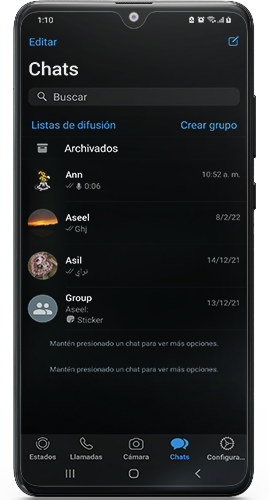 1:10
Editar
Chats
Buscar
Listas de difusión Crear grupo
Archivados
Ann 10:52 a. m.
0:06
Aseel 8/2/22
Ghj
Asil 14/12/21
Group 13/12/21
Aseel:
Sticker
Mantén presionado un chat para ver más opciones.
Mantén presionado un chat para ver más opciones.
Estados Llamadas Cámara Chats Configura...